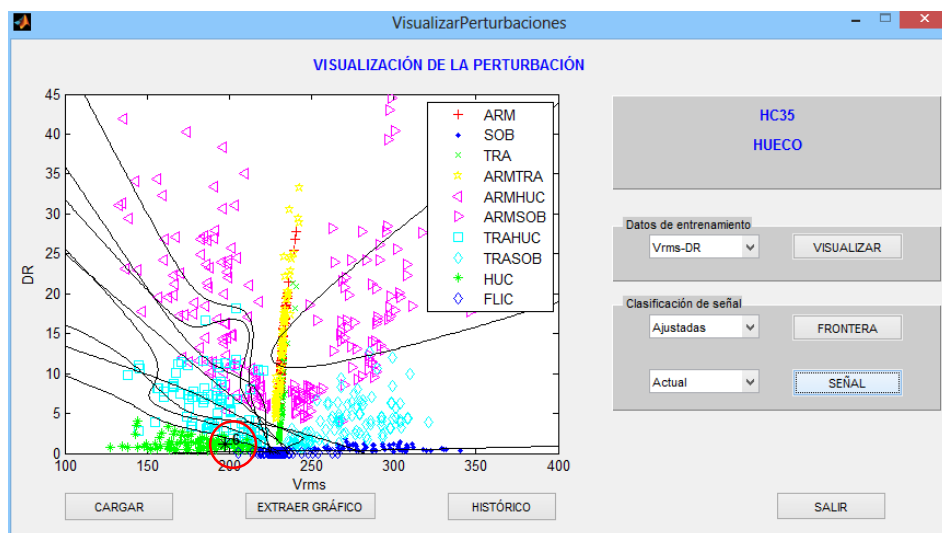 VisualizarPerturbaciones
VISUALIZACIÓN DE LA PERTURBACIÓN
45
40
35
30
25
20
15
10
5
0
DR
100
150
200
250
300
350
400
Vrms
ARM
SOB
TRA
ARMTRA
ARMHUC
ARMSOB
TRAHUC
TRASOB
HUC
FLIC
6
HC35
HUECO
Datos de entrenamiento
Vrms-DR
VISUALIZAR
Clasificación de señal
Ajustadas
FRONTERA
Actual
SEÑAL
CARGAR
EXTRAER GRÁFICO
HISTÓRICO
SALIR